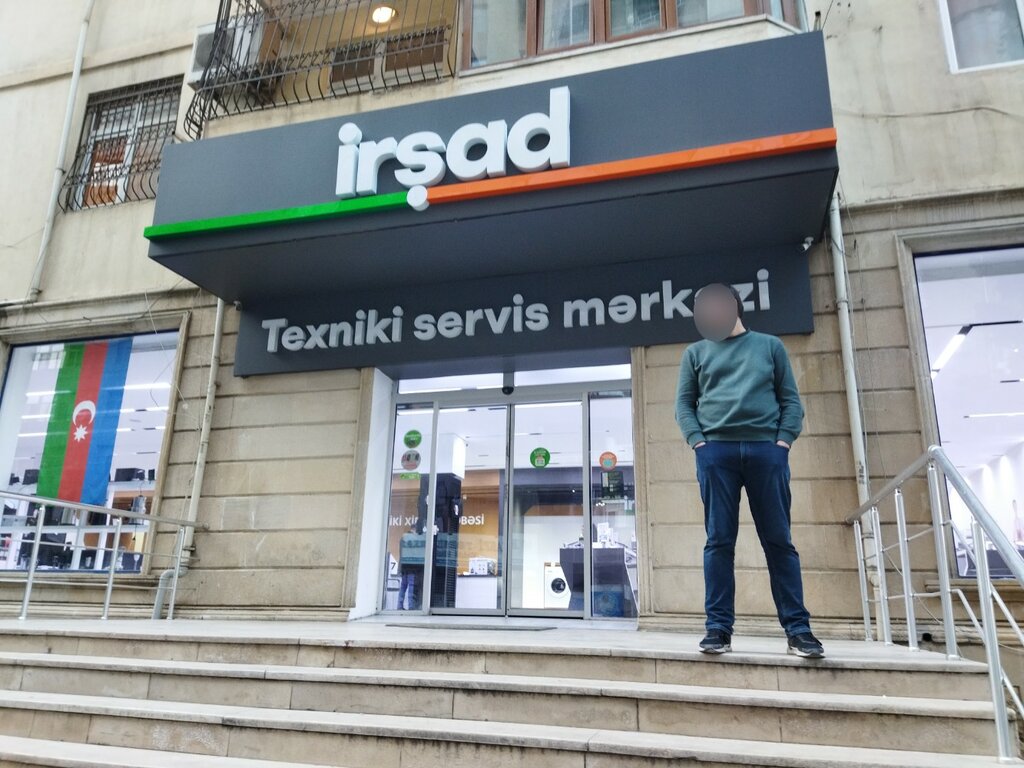 irşad
Texniki servis mərkəzi